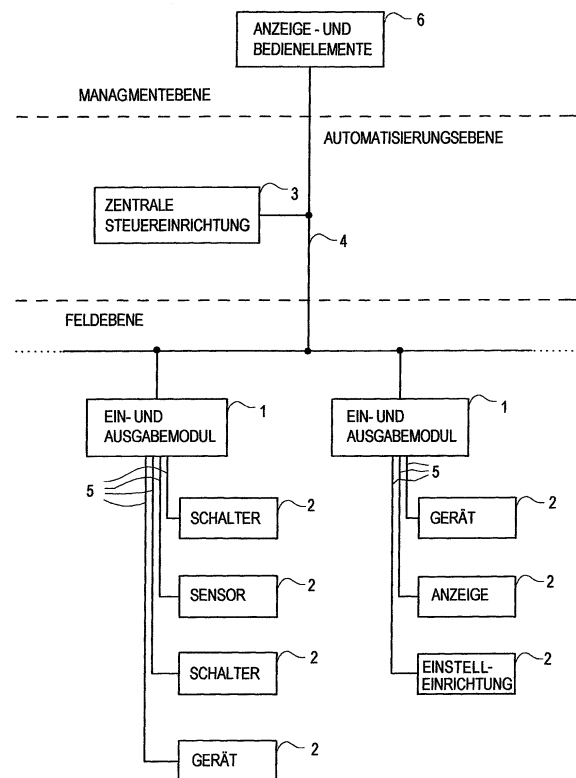 ANZEIGE - UND
BEDIENELEMENTE
6
MANAGMENTEBENE
AUTOMATISIERUNGSEBENE
ZENTRALE
STEUEREINRICHTUNG
3
4
FELDEBENE
EIN- UND
AUSGABEMODUL
1
EIN- UND
AUSGABEMODUL
1
5
5
SCHALTER
2
GERÄT
2
SENSOR
2
ANZEIGE
2
SCHALTER
2
EINSTELL-
EINRICHTUNG
2
GERÄT
2